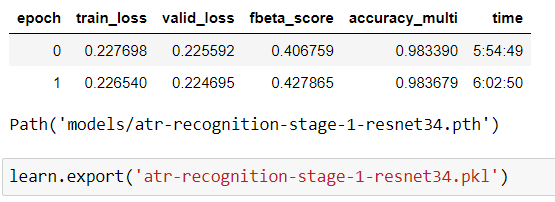 epoch train_loss valid_loss fbeta_score accuracy_multi time
0 0.227698 0.225592 0.406759 0.983390 5:54:49
1 0.226540 0.224695 0.427865 0.983679 6:02:50
Path('models/atr-recognition-stage-1-resnet34.pth')
learn.export('atr-recognition-stage-1-resnet34.pkl')